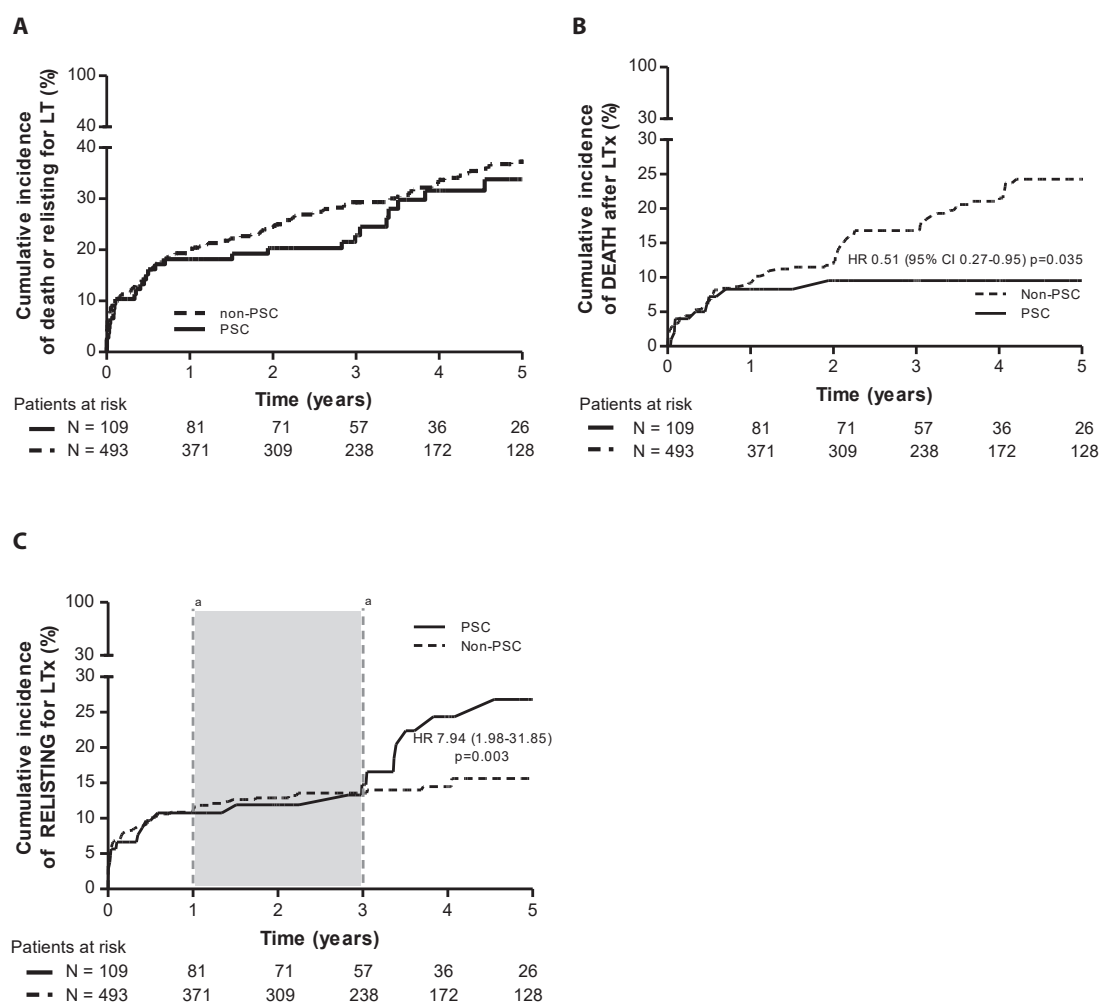 A
Cumulative incidence
of death or relisting for LT (%)
100
40
40
30
20
10
0
non-PSC
PSC
0 1 2 3 4 5
Time (years)
Patients at risk
N = 109 81 71 57 36 26
N = 493 371 309 238 172 128
B
Cumulative incidence
of DEATH after LTx (%)
100
30
30
25
20
15
10
5
0
HR 0.51 (95% CI 0.27-0.95) p=0.035
Non-PSC
PSC
0 1 2 3 4 5
Time (years)
Patients at risk
N = 109 81 71 57 36 26
N = 493 371 309 238 172 128
C
Cumulative incidence
of RELISTING for LTx (%)
100
30
30
25
20
15
10
5
0
a a
PSC
Non-PSC
HR 7.94 (1.98-31.85)
p=0.003
0 1 2 3 4 5
Time (years)
Patients at risk
N = 109 81 71 57 36 26
N = 493 371 309 238 172 128